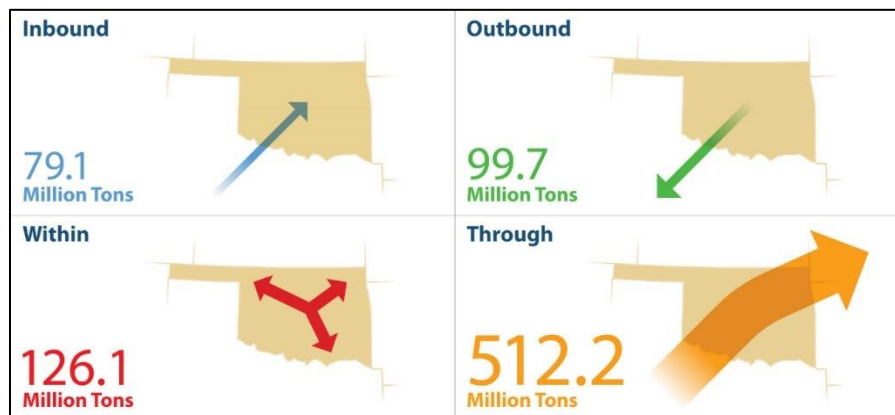 Inbound
79.1
Million Tons
Outbound
99.7
Million Tons
Within
126.1
Million Tons
Through
512.2
Million Tons